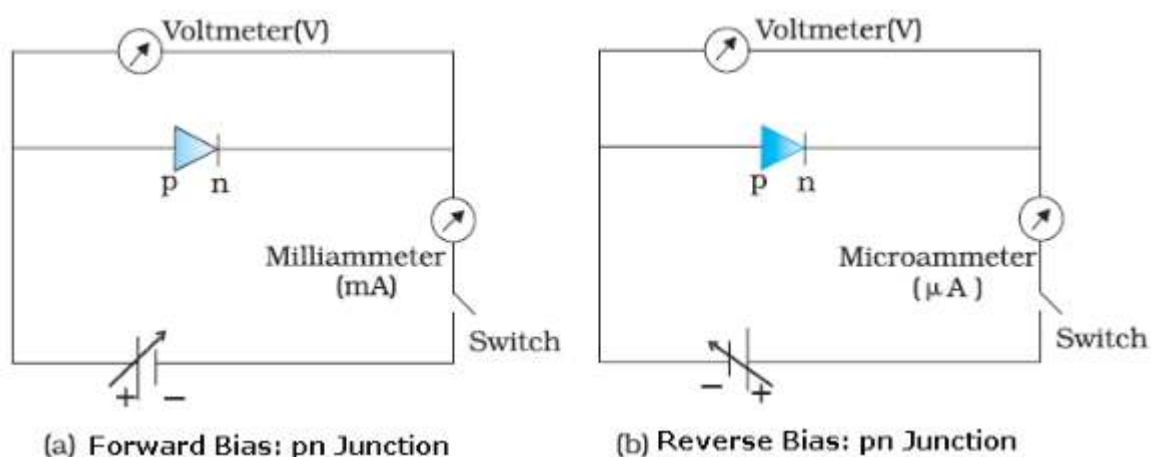 Voltmeter(V)
p n
Milliammeter
(mA)
Switch
+ −
(a) Forward Bias: pn Junction
Voltmeter(V)
p n
Microammeter
(μA)
Switch
− +
(b) Reverse Bias: pn Junction